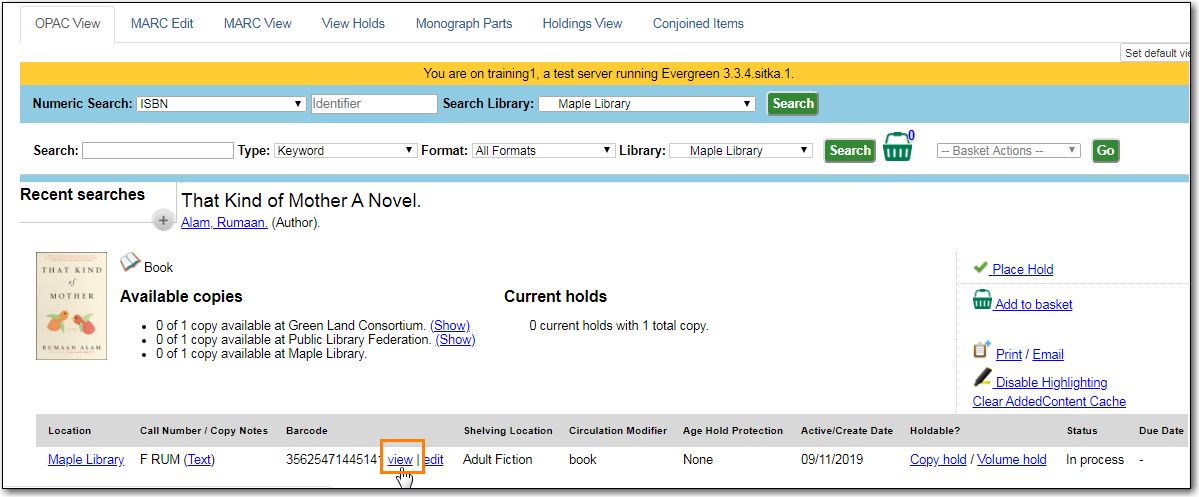 OPAC View MARC Edit MARC View View Holds Monograph Parts Holdings View Conjoined Items
Set default vie
You are on training1, a test server running Evergreen 3.3.4.sitka.1.
Numeric Search: ISBN Identifier Search Library: Maple Library Search
Search: Type: Keyword Format: All Formats Library: Maple Library Search 0 -- Basket Actions -- Go
Recent searches
+
That Kind of Mother A Novel.
Alam, Rumaan. (Author).
THAT KIND
of
MOTHER
RUMAAN ALAM
Book
Available copies
0 of 1 copy available at Green Land Consortium. (Show)
0 of 1 copy available at Public Library Federation. (Show)
0 of 1 copy available at Maple Library.
Current holds
0 current holds with 1 total copy.
Place Hold
Add to basket
Print / Email
Disable Highlighting
Clear AddedContent Cache
Location Call Number / Copy Notes Barcode Shelving Location Circulation Modifier Age Hold Protection Active/Create Date Holdable? Status Due Date
Maple Library F RUM (Text) 3562547144514 view | edit Adult Fiction book None 09/11/2019 Copy hold / Volume hold In process -